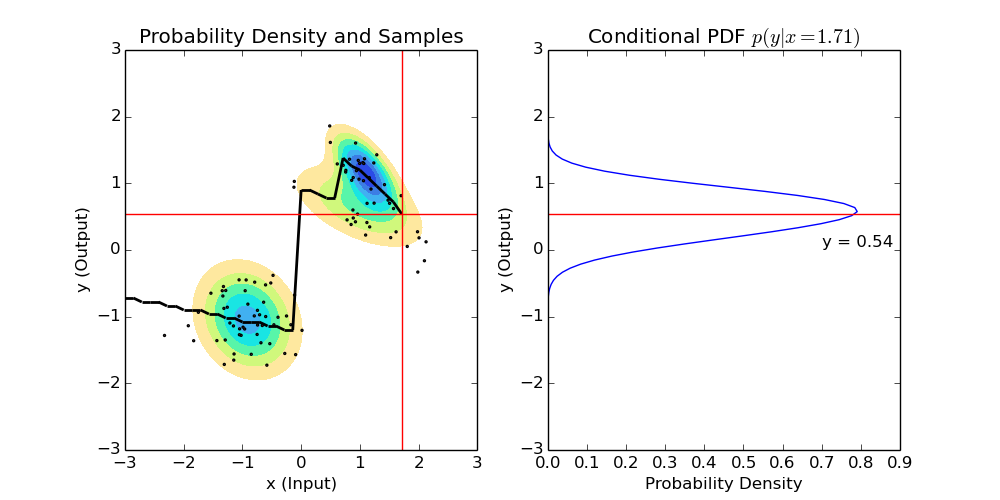 Probability Density and Samples
3
2
1
0
−1
−2
−3
y (Output)
−3 −2 −1 0 1 2 3
x (Input)
Conditional PDF p(y|x=1.71)
3
2
1
0
−1
−2
−3
y (Output)
y = 0.54
0.0 0.1 0.2 0.3 0.4 0.5 0.6 0.7 0.8 0.9
Probability Density